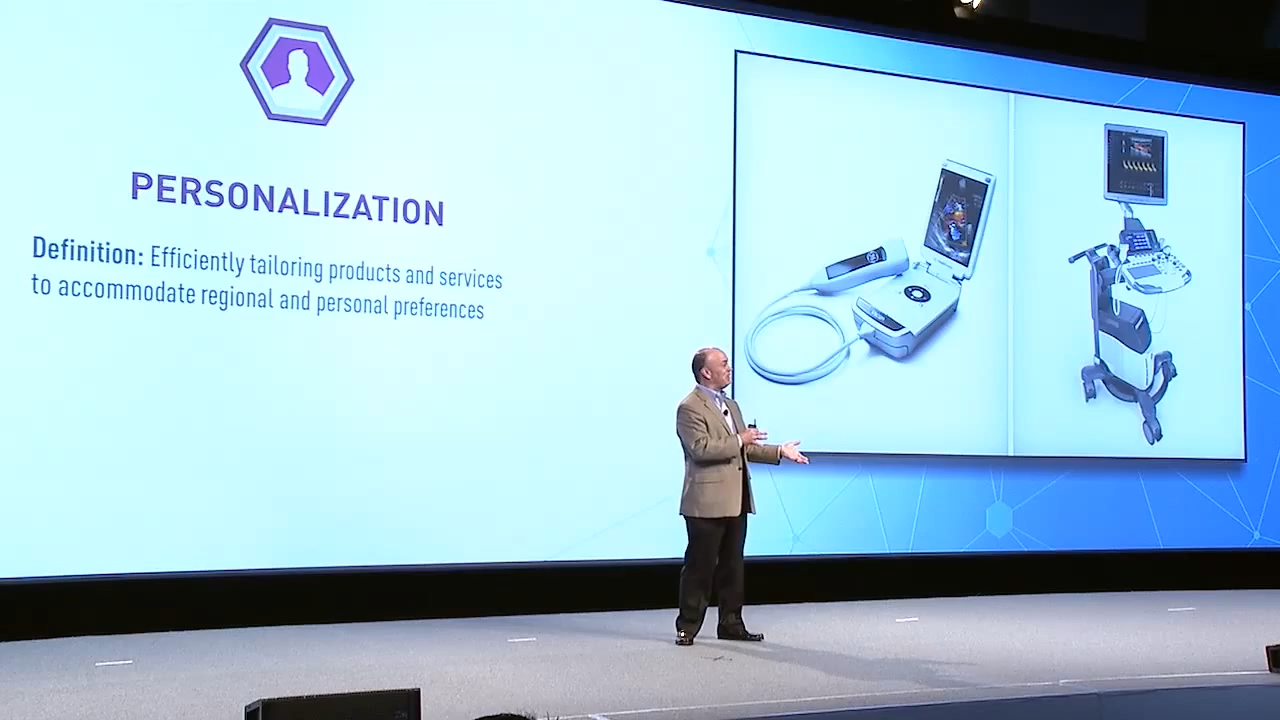 PERSONALIZATION
Definition: Efficiently tailoring products and services
to accommodate regional and personal preferences